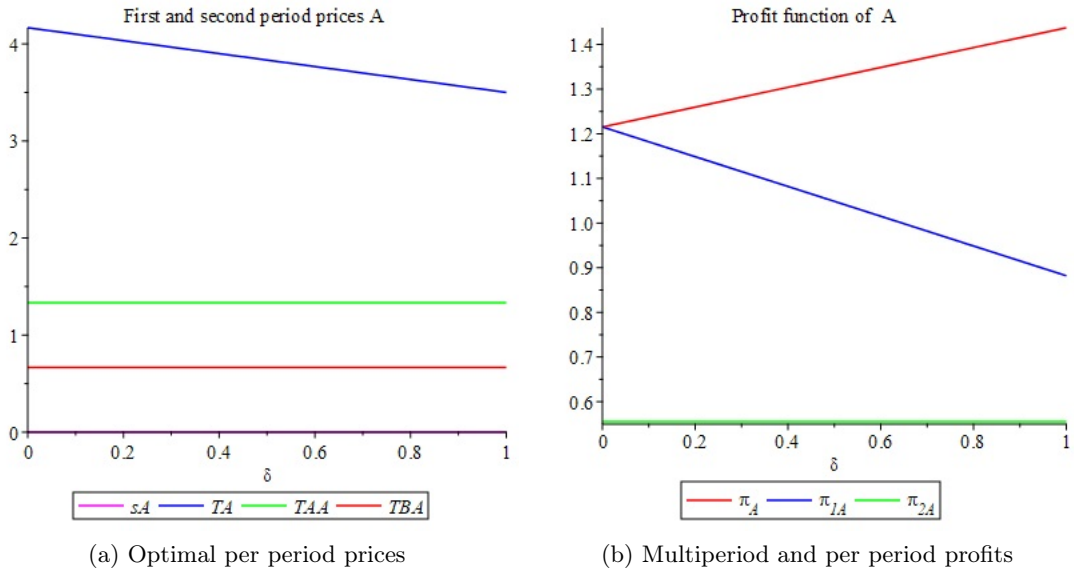 First and second period prices A
4
3
2
1
0
0 0.2 0.4 0.6 0.8 1
δ
sA TA TAA TBA
(a) Optimal per period prices
Profit function of A
1.4
1.3
1.2
1.1
1.0
0.9
0.8
0.7
0.6
0 0.2 0.4 0.6 0.8 1
δ
π_A π_1A π_2A
(b) Multiperiod and per period profits